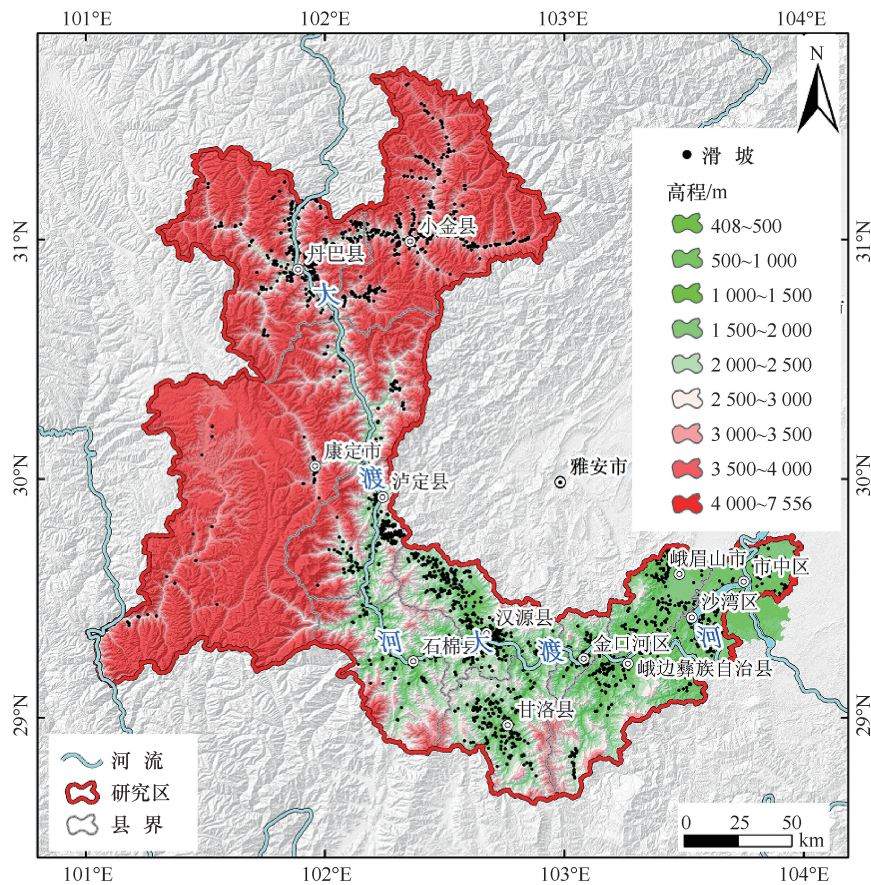 101°E 102°E 103°E 104°E
N
滑 坡
高程/m
408~500
500~1 000
1 000~1 500
1 500~2 000
2 000~2 500
2 500~3 000
3 000~3 500
3 500~4 000
4 000~7 556
31°N
31°N
小金县
丹巴县
大
康定市
渡
泸定县
雅安市
30°N
30°N
峨眉山市
市中区
沙湾区
汉源县
河
石棉
大
渡
金口河区
河
峨边彝族自治县
甘洛县
29°N
29°N
河 流
研究区
县 界
0 25 50
km
101°E 102°E 103°E 104°E